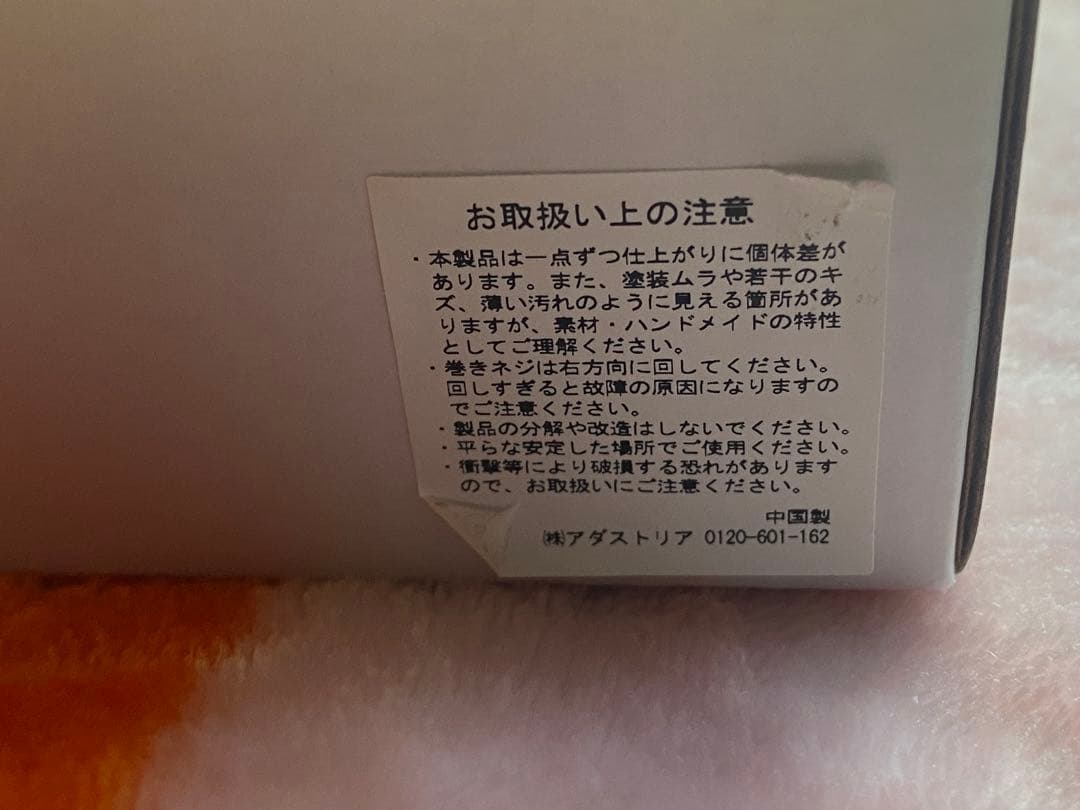 お取扱い上の注意
・本製品は一点ずつ仕上がりに個体差が
あります。また、塗装ムラや若干のキ
ズ、薄い汚れのように見える箇所があ
りますが、素材・ハンドメイドの特性
としてご理解ください。
・巻きネジは右方向に回してください。
回しすぎると故障の原因になりますの
でご注意ください。
・製品の分解や改造はしないでください。
・平らな安定した場所でご使用ください。
・衝撃等により破損する恐れがあります
ので、お取扱いにご注意ください。
中国製
㈱アダストリア 0120-601-162